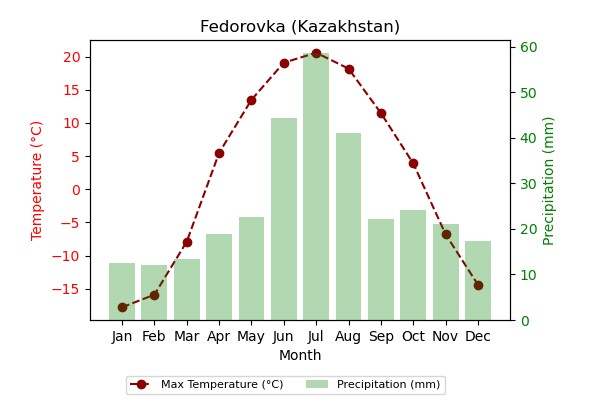 Fedorovka (Kazakhstan)
20
15
10
5
0
−5
−10
−15
Temperature (°C)
60
50
40
30
20
10
0
Precipitation (mm)
Jan Feb Mar Apr May Jun Jul Aug Sep Oct Nov Dec
Month
Max Temperature (°C) Precipitation (mm)